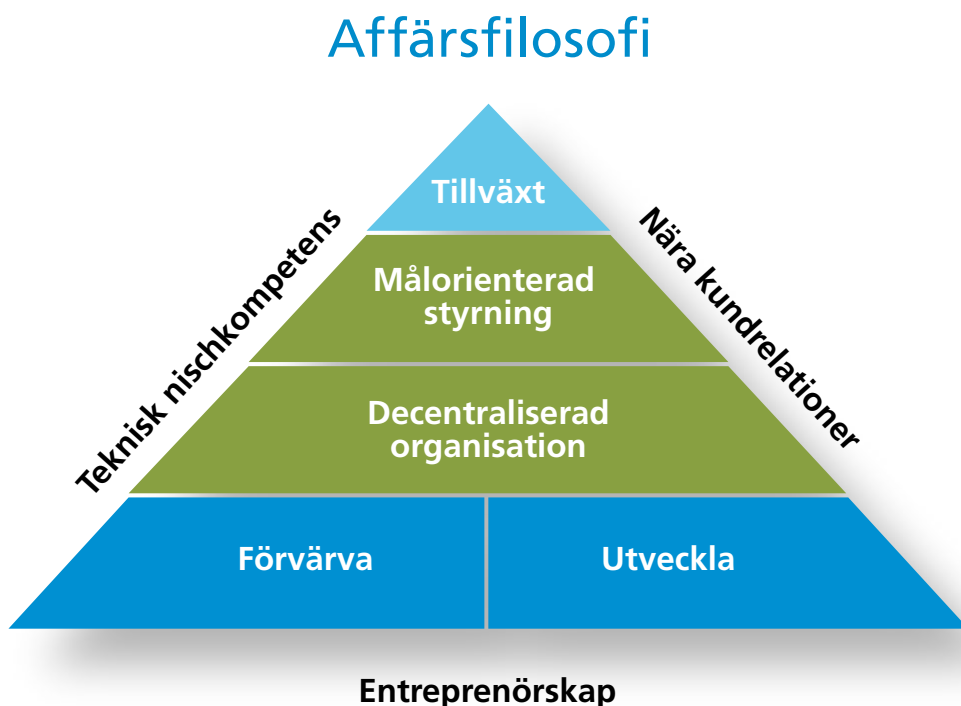 Affärsfilosofi
Tillväxt
Teknisk nischkompetens
Nära kundrelationer
Målorienterad
styrning
Decentraliserad
organisation
Förvärva
Utveckla
Entreprenörskap